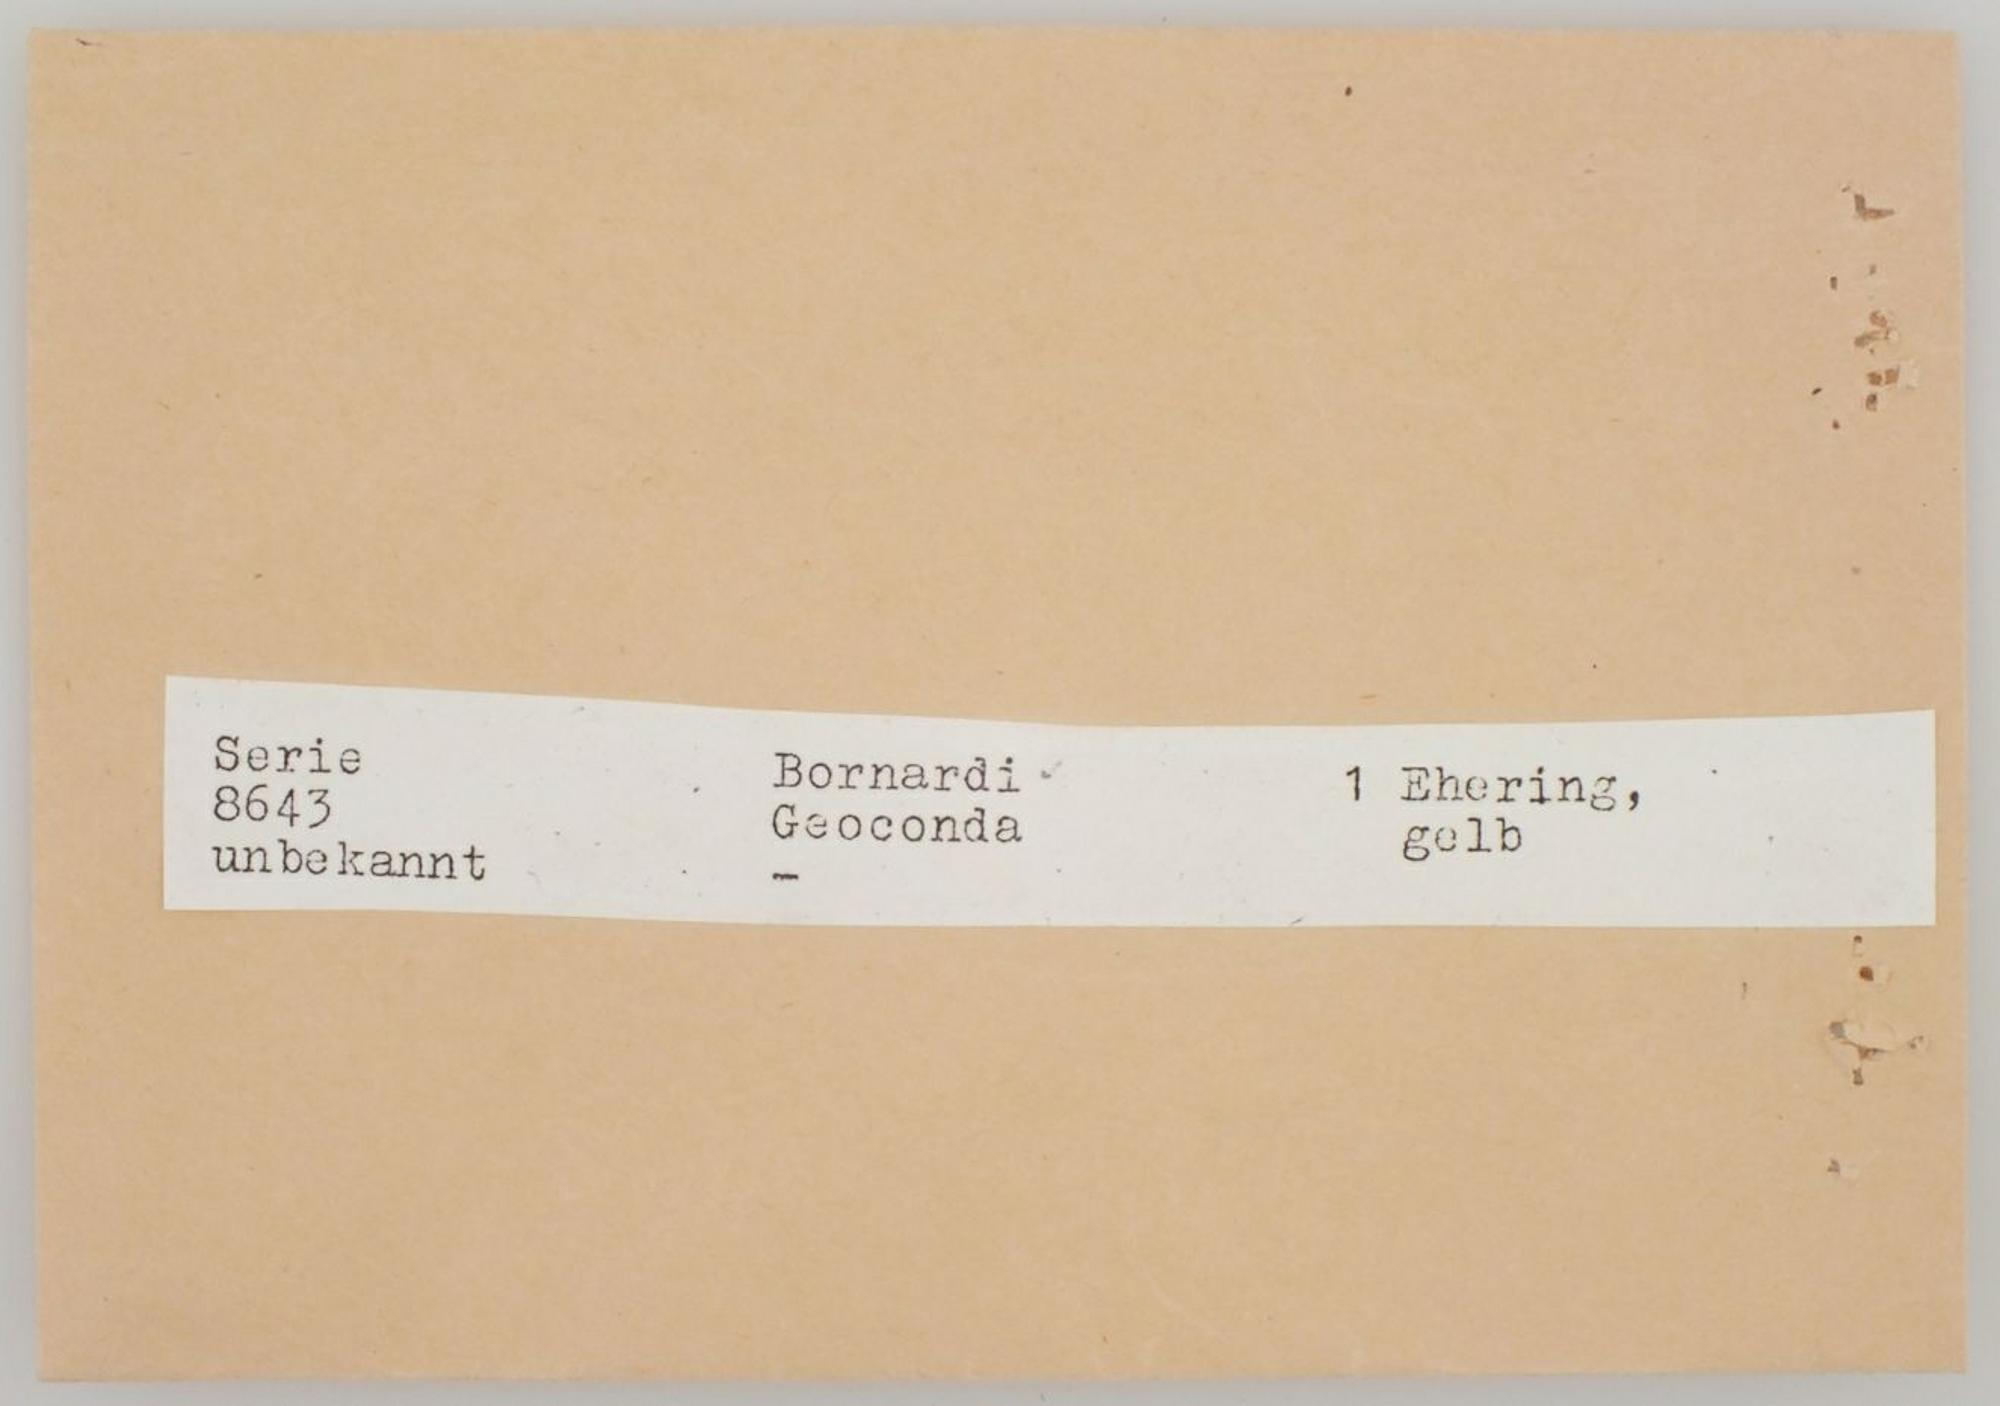 Serie
8643
unbekannt
Bornardi
Geoconda
–
1 Ehering,
gelb